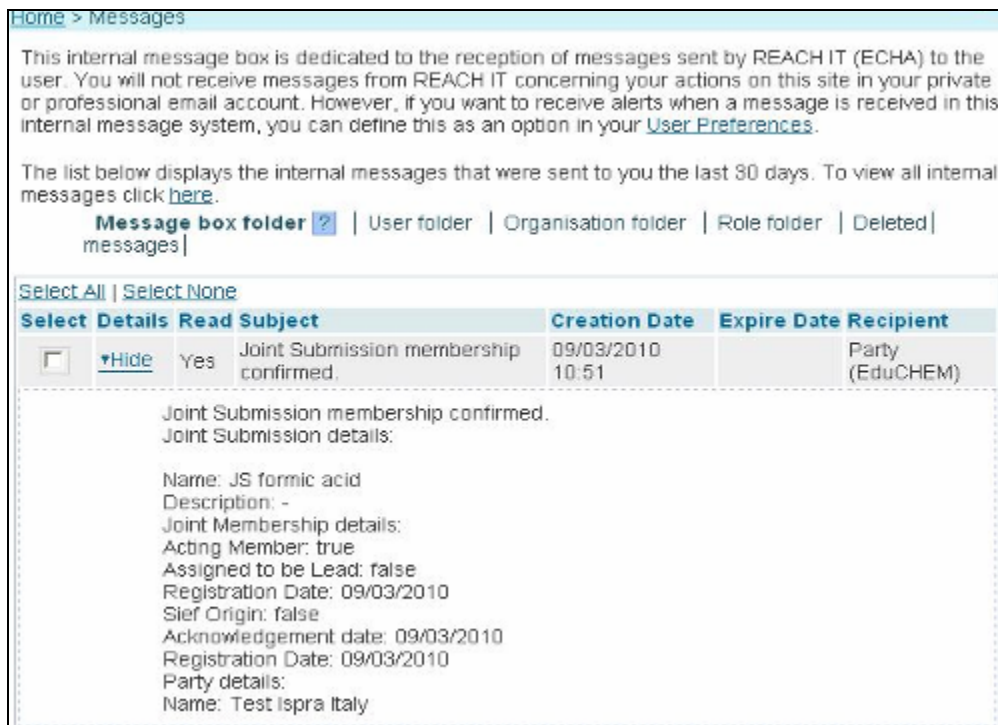 Home > Messages
This internal message box is dedicated to the reception of messages sent by REACH IT (ECHA) to the
user. You will not receive messages from REACH IT concerning your actions on this site in your private
or professional email account. However, if you want to receive alerts when a message is received in this
internal message system, you can define this as an option in your User Preferences.
The list below displays the internal messages that were sent to you the last 30 days. To view all internal
messages click here.
Message box folder ? | User folder | Organisation folder | Role folder | Deleted|
messages|
Select All | Select None
Select Details Read Subject Creation Date Expire Date Recipient
▾Hide Yes Joint Submission membership 09/03/2010 Party
confirmed. 10:51 (EduCHEM)
Joint Submission membership confirmed.
Joint Submission details:
Name: JS formic acid
Description: -
Joint Membership details:
Acting Member: true
Assigned to be Lead: false
Registration Date: 09/03/2010
Sief Origin: false
Acknowledgement date: 09/03/2010
Registration Date: 09/03/2010
Party details:
Name: Test Ispra Italy